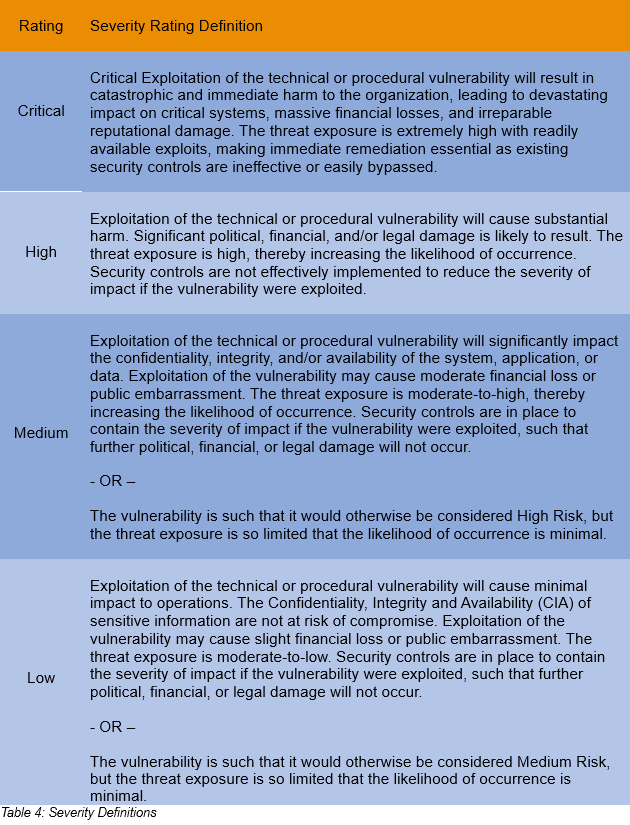 Rating Severity Rating Definition
Critical
Critical Exploitation of the technical or procedural vulnerability will result in
catastrophic and immediate harm to the organization, leading to devastating
impact on critical systems, massive financial losses, and irreparable
reputational damage. The threat exposure is extremely high with readily
available exploits, making immediate remediation essential as existing
security controls are ineffective or easily bypassed.
High
Exploitation of the technical or procedural vulnerability will cause substantial
harm. Significant political, financial, and/or legal damage is likely to result. The
threat exposure is high, thereby increasing the likelihood of occurrence.
Security controls are not effectively implemented to reduce the severity of
impact if the vulnerability were exploited.
Medium
Exploitation of the technical or procedural vulnerability will significantly impact
the confidentiality, integrity, and/or availability of the system, application, or
data. Exploitation of the vulnerability may cause moderate financial loss or
public embarrassment. The threat exposure is moderate-to-high, thereby
increasing the likelihood of occurrence. Security controls are in place to
contain the severity of impact if the vulnerability were exploited, such that
further political, financial, or legal damage will not occur.
- OR –
The vulnerability is such that it would otherwise be considered High Risk, but
the threat exposure is so limited that the likelihood of occurrence is minimal.
Low
Exploitation of the technical or procedural vulnerability will cause minimal
impact to operations. The Confidentiality, Integrity and Availability (CIA) of
sensitive information are not at risk of compromise. Exploitation of the
vulnerability may cause slight financial loss or public embarrassment. The
threat exposure is moderate-to-low. Security controls are in place to contain
the severity of impact if the vulnerability were exploited, such that further
political, financial, or legal damage will not occur.
- OR –
The vulnerability is such that it would otherwise be considered Medium Risk,
but the threat exposure is so limited that the likelihood of occurrence is
minimal.
Table 4: Severity Definitions